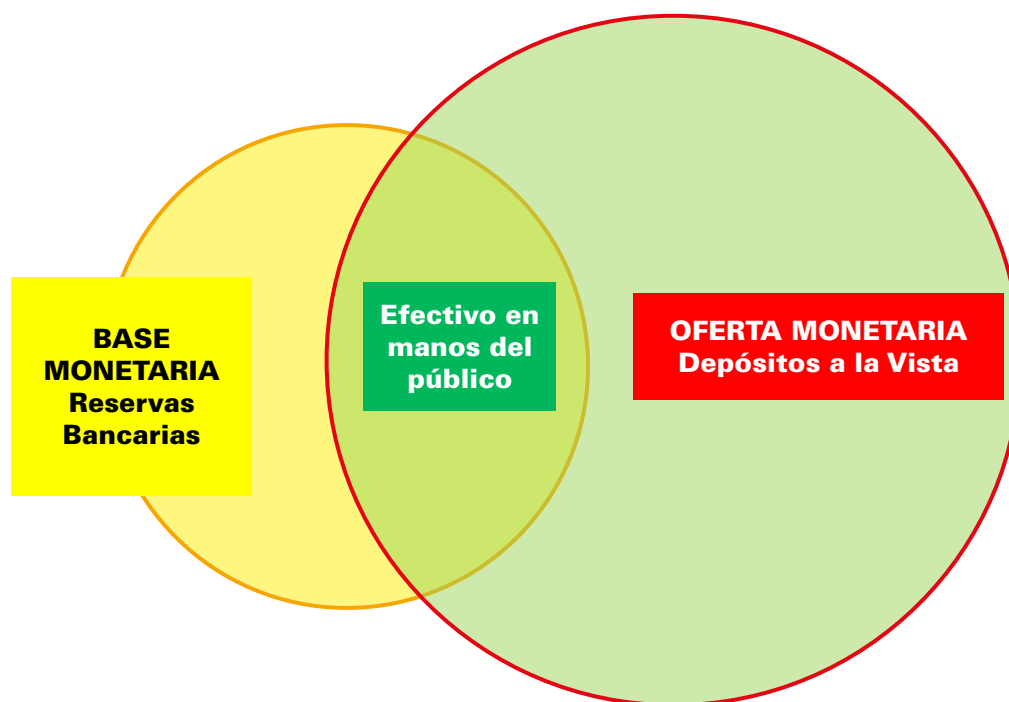 BASE
MONETARIA
Reservas
Bancarias
Efectivo en
manos del
público
OFERTA MONETARIA
Depósitos a la Vista